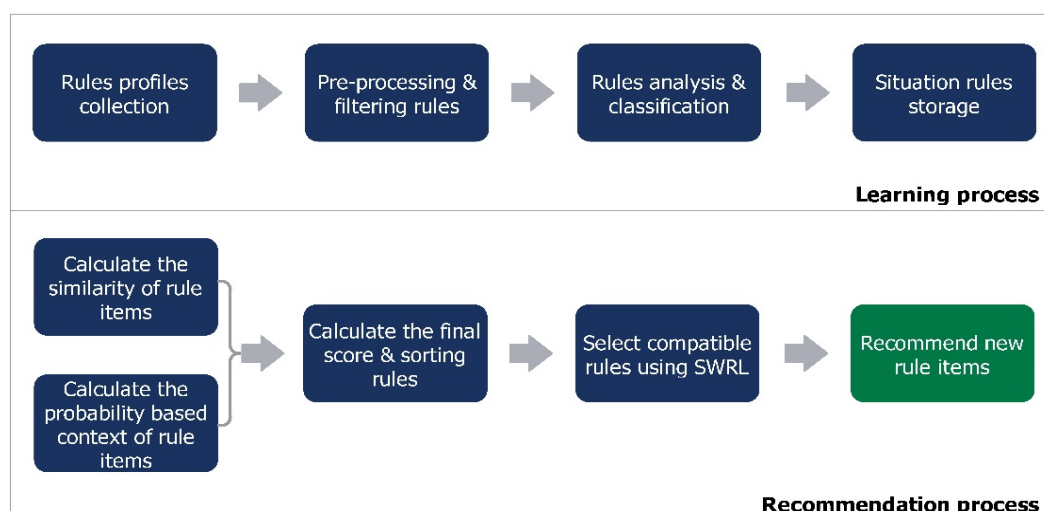 Rules profiles
collection
Pre-processing &
filtering rules
Rules analysis &
classification
Situation rules
storage
Learning process
Calculate the
similarity of rule
items
Calculate the
probability based
context of rule
items
Calculate the final
score & sorting
rules
Select compatible
rules using SWRL
Recommend new
rule items
Recommendation process